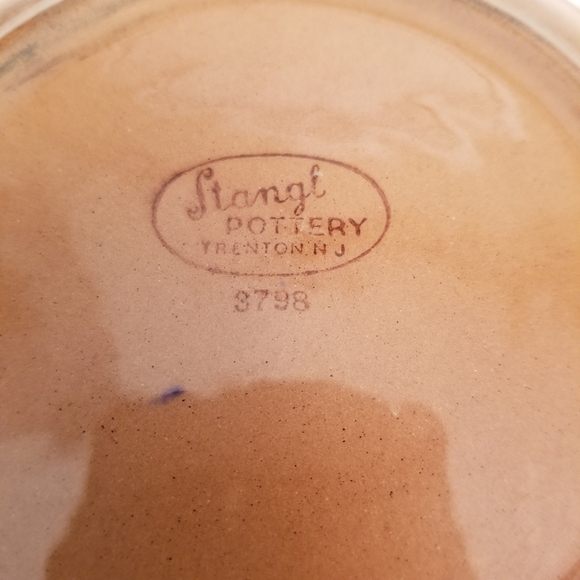 Stangl
POTTERY
TRENTON N J
3798